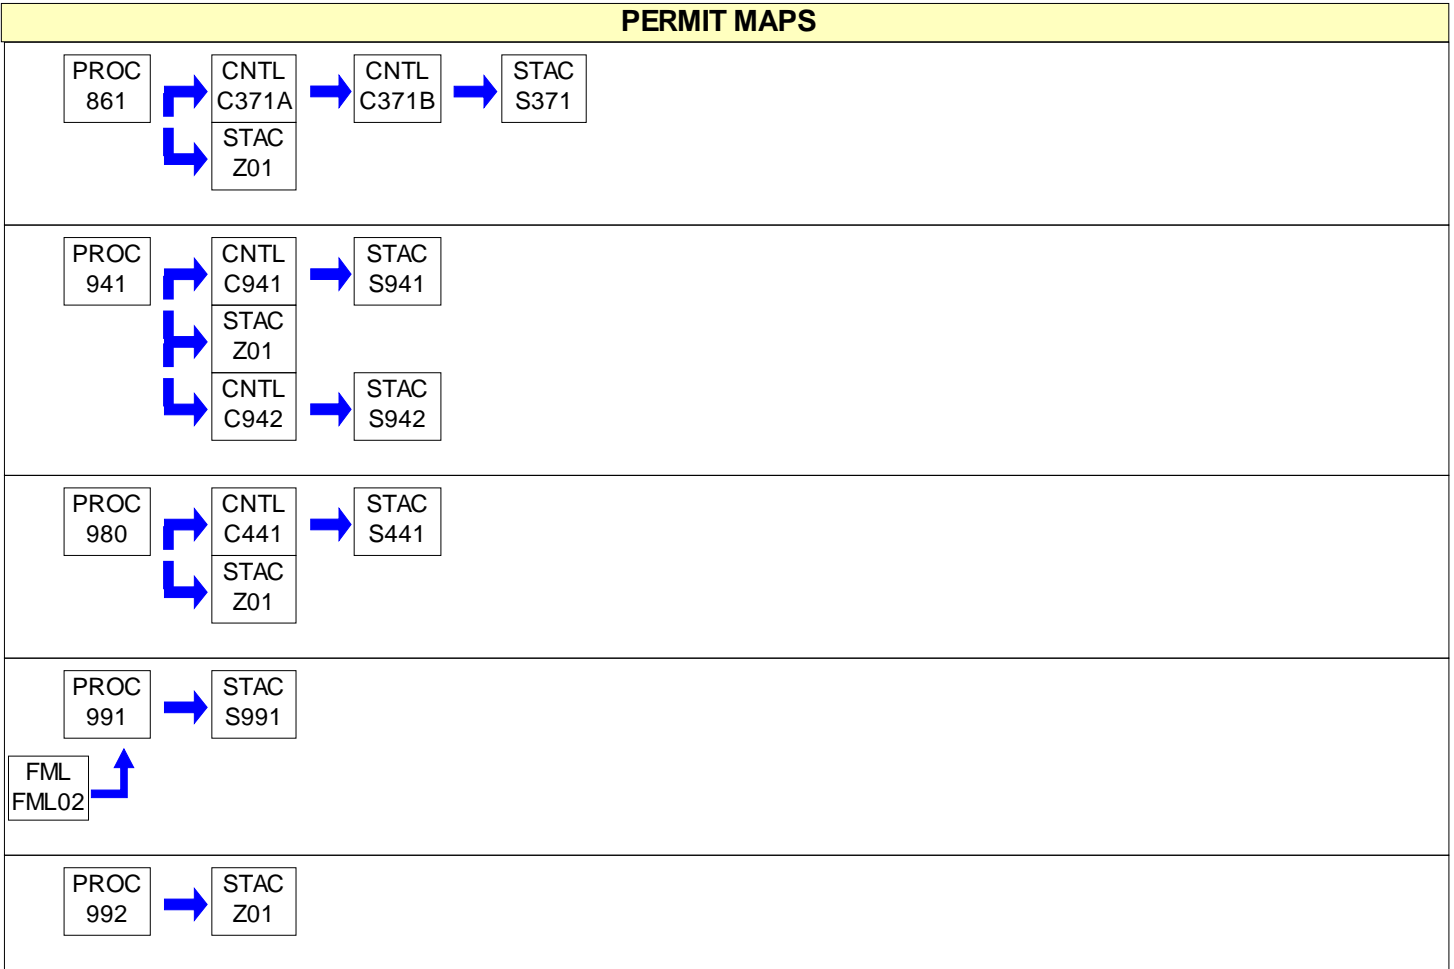 PERMIT MAPS
PROC
861
CNTL
C371A
CNTL
C371B
STAC
S371
STAC
Z01
PROC
941
CNTL
C941
STAC
S941
STAC
Z01
CNTL
C942
STAC
S942
PROC
980
CNTL
C441
STAC
S441
STAC
Z01
PROC
991
STAC
S991
FML
FML02
PROC
992
STAC
Z01